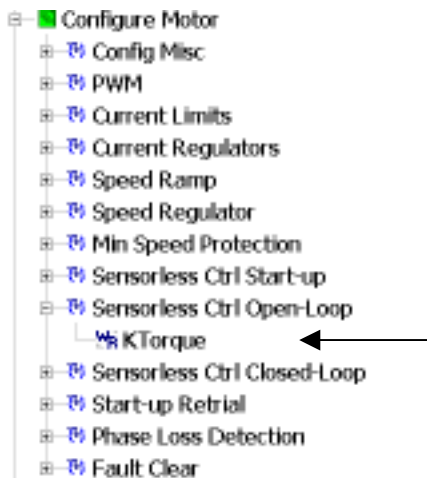 Configure Motor
Config Misc
PWM
Current Limits
Current Regulators
Speed Ramp
Speed Regulator
Min Speed Protection
Sensorless Ctrl Start-up
Sensorless Ctrl Open-Loop
KTorque
Sensorless Ctrl Closed-Loop
Start-up Retrial
Phase Loss Detection
Fault Clear